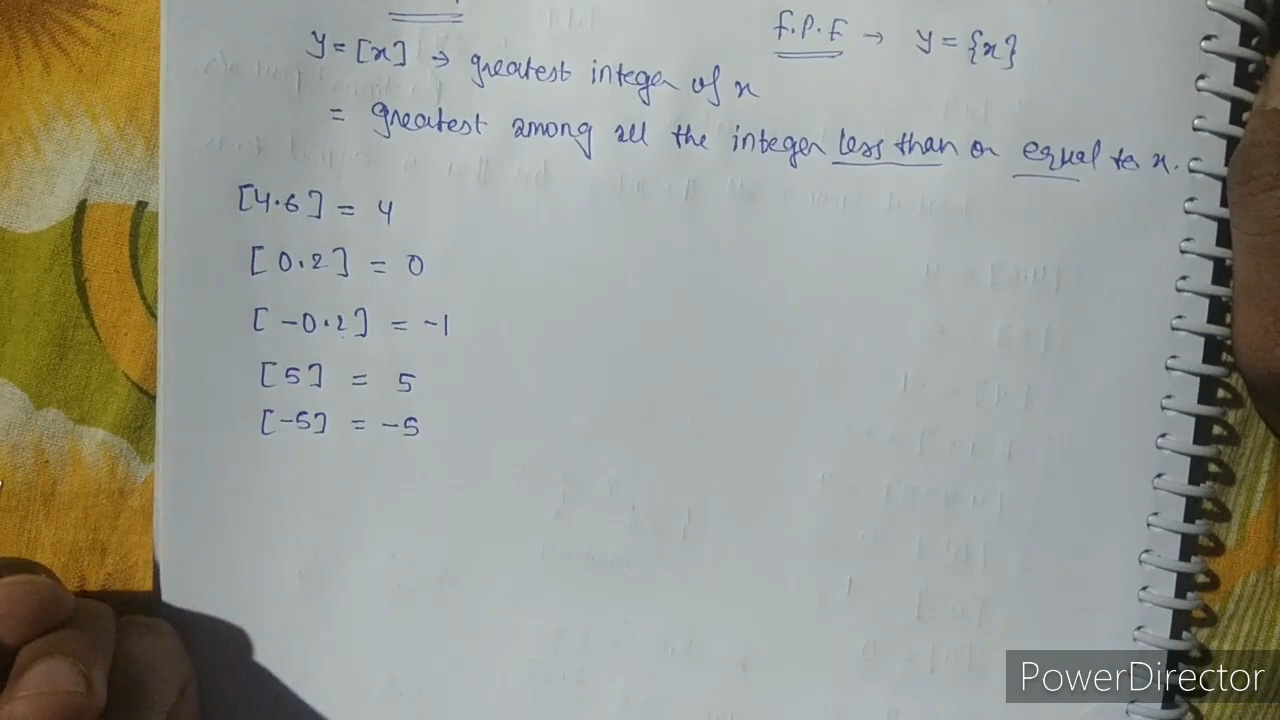 y = [x] → greatest integer of x
f.P.F → y = {x}
= greatest among all the integer less than or equal to x.
[4.6] = 4
[0.2] = 0
[-0.2] = -1
[5] = 5
[-5] = -5
PowerDirector